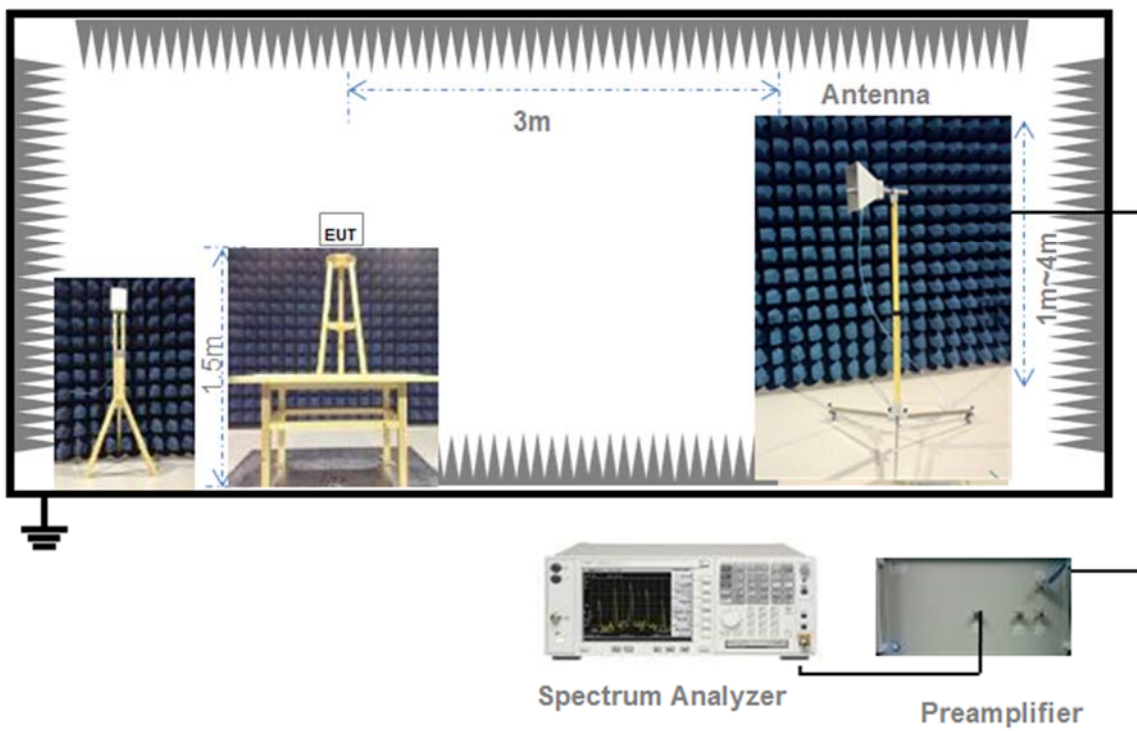 Antenna
3m
EUT
1.5m
1m~4m
Spectrum Analyzer
Preamplifier